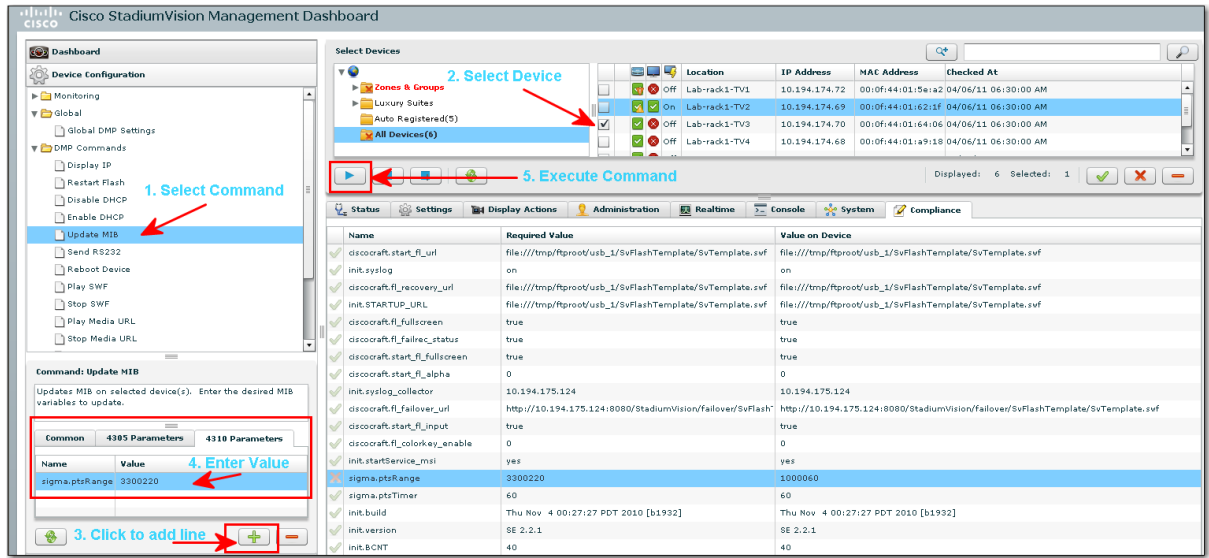 CISCO Cisco StadiumVision Management Dashboard
Dashboard
Device Configuration
Monitoring
Global
Global DMP Settings
DMP Commands
Display IP
Restart Flash
1. Select Command
Disable DHCP
Enable DHCP
Update MIB
Send RS232
Reboot Device
Play SWF
Stop SWF
Play Media URL
Stop Media URL
Command: Update MIB
Updates MIB on selected device(s). Enter the desired MIB
variables to update.
Common 4305 Parameters 4310 Parameters
Name Value
4. Enter Value
sigma.ptsRange 3300220
3. Click to add line
Select Devices
2. Select Device
Zones & Groups
Luxury Suites
Auto Registered(5)
All Devices(6)
Location IP Address MAC Address Checked At
Off Lab-rack1-TV1 10.194.174.72 00:0f:44:01:5e:a2 04/06/11 06:30:00 AM
On Lab-rack1-TV2 10.194.174.69 00:0f:44:01:62:1f 04/06/11 06:30:00 AM
Off Lab-rack1-TV3 10.194.174.70 00:0f:44:01:64:06 04/06/11 06:30:00 AM
Off Lab-rack1-TV4 10.194.174.68 00:0f:44:01:a9:18 04/06/11 06:30:00 AM
5. Execute Command
Displayed: 6 Selected: 1
Status Settings Display Actions Administration Realtime Console System Compliance
Name Required Value Value on Device
ciscocraft.start_fl_url file:///tmp/ftproot/usb_1/SvFlashTemplate/SvTemplate.swf file:///tmp/ftproot/usb_1/SvFlashTemplate/SvTemplate.swf
init.syslog on on
ciscocraft.fl_recovery_url file:///tmp/ftproot/usb_1/SvFlashTemplate/SvTemplate.swf file:///tmp/ftproot/usb_1/SvFlashTemplate/SvTemplate.swf
init.STARTUP_URL file:///tmp/ftproot/usb_1/SvFlashTemplate/SvTemplate.swf file:///tmp/ftproot/usb_1/SvFlashTemplate/SvTemplate.swf
ciscocraft.fl_fullscreen true true
ciscocraft.fl_failrec_status true true
ciscocraft.start_fl_fullscreen true true
ciscocraft.start_fl_alpha 0 0
init.syslog_collector 10.194.175.124 10.194.175.124
ciscocraft.fl_failover_url http://10.194.175.124:8080/StadiumVision/failover/SvFlash http://10.194.175.124:8080/StadiumVision/failover/SvFlashTemplate/SvTemplate.swf
ciscocraft.start_fl_input true true
ciscocraft.fl_colorkey_enable 0 0
init.startService_msi yes yes
sigma.ptsRange 3300220 1000060
sigma.ptsTimer 60 60
init.build Thu Nov 4 00:27:27 PDT 2010 [b1932] Thu Nov 4 00:27:27 PDT 2010 [b1932]
init.version SE 2.2.1 SE 2.2.1
init.BCNT 40 40